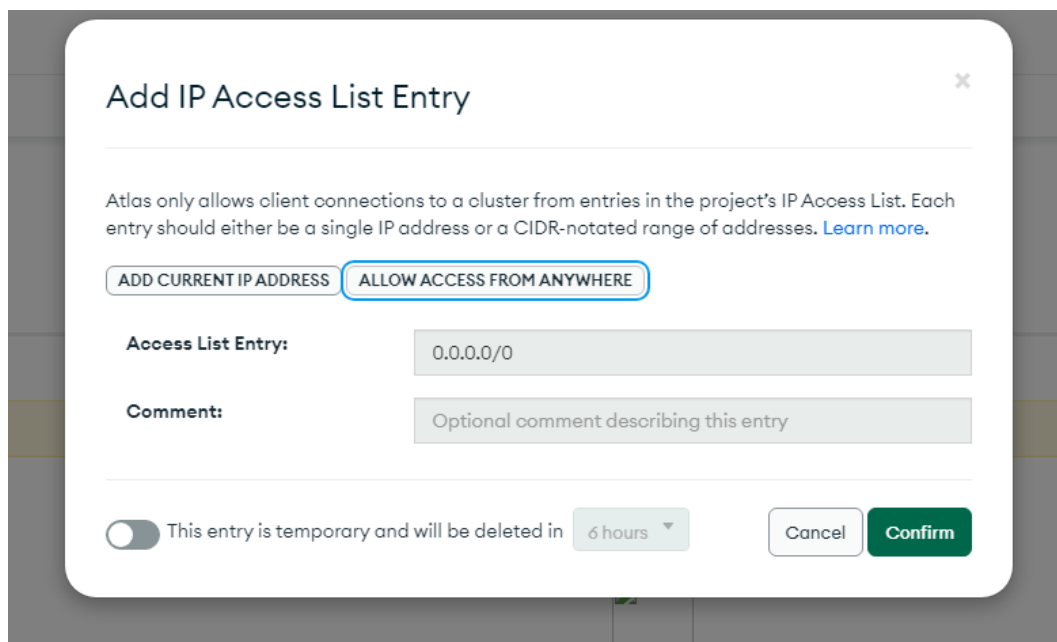 Add IP Access List Entry
×
Atlas only allows client connections to a cluster from entries in the project's IP Access List. Each
entry should either be a single IP address or a CIDR-notated range of addresses. Learn more.
ADD CURRENT IP ADDRESS ALLOW ACCESS FROM ANYWHERE
Access List Entry: 0.0.0.0/0
Comment: Optional comment describing this entry
This entry is temporary and will be deleted in 6 hours Cancel Confirm